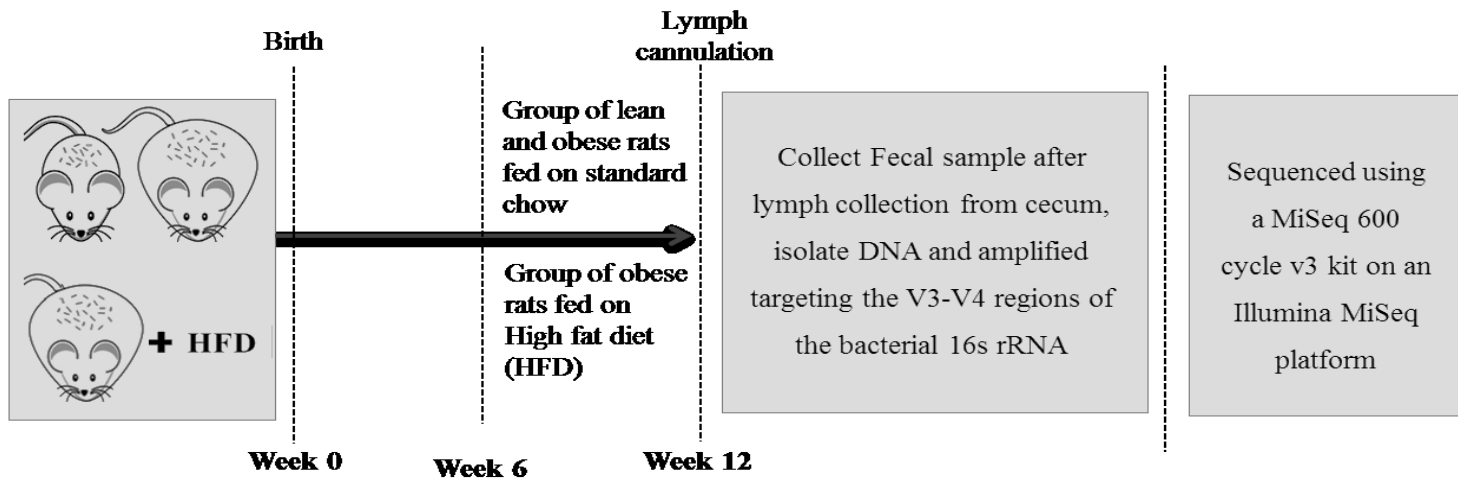 Birth
Lymph
cannulation
+ HFD
Group of lean
and obese rats
fed on standard
chow
Group of obese
rats fed on
High fat diet
(HFD)
Collect Fecal sample after
lymph collection from cecum,
isolate DNA and amplified
targeting the V3-V4 regions of
the bacterial 16s rRNA
Sequenced using
a MiSeq 600
cycle v3 kit on an
Illumina MiSeq
platform
Week 0
Week 6
Week 12